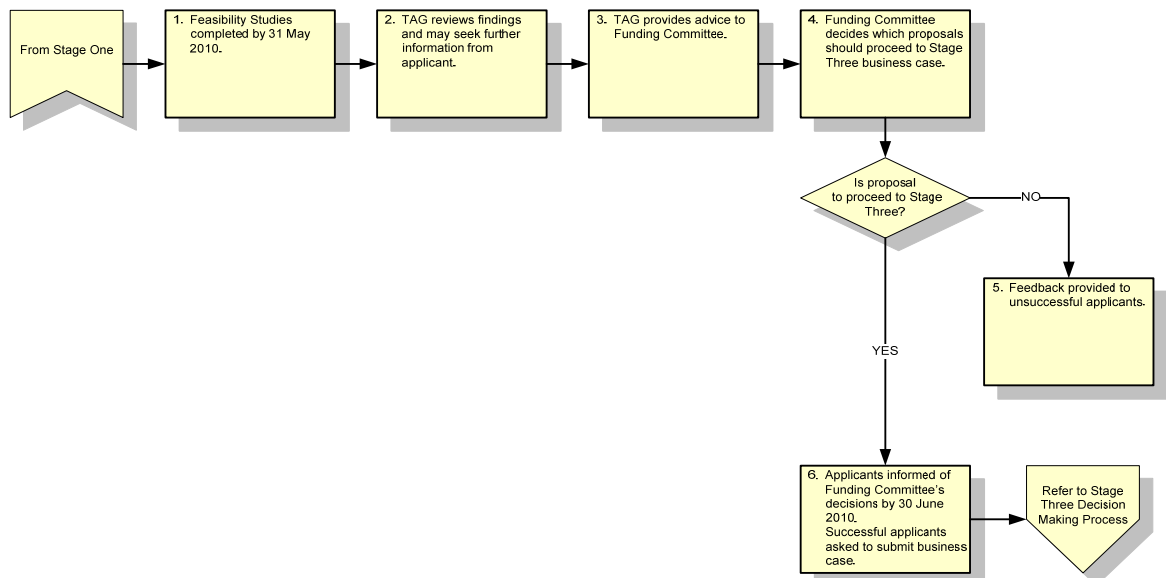 From Stage One
1. Feasibility Studies
completed by 31 May
2010.
2. TAG reviews findings
and may seek further
information from
applicant.
3. TAG provides advice to
Funding Committee.
4. Funding Committee
decides which proposals
should proceed to Stage
Three business case.
Is proposal
to proceed to Stage
Three?
NO
5. Feedback provided to
unsuccessful applicants.
YES
6. Applicants informed of
Funding Committee's
decisions by 30 June
2010.
Successful applicants
asked to submit business
case.
Refer to Stage
Three Decision
Making Process